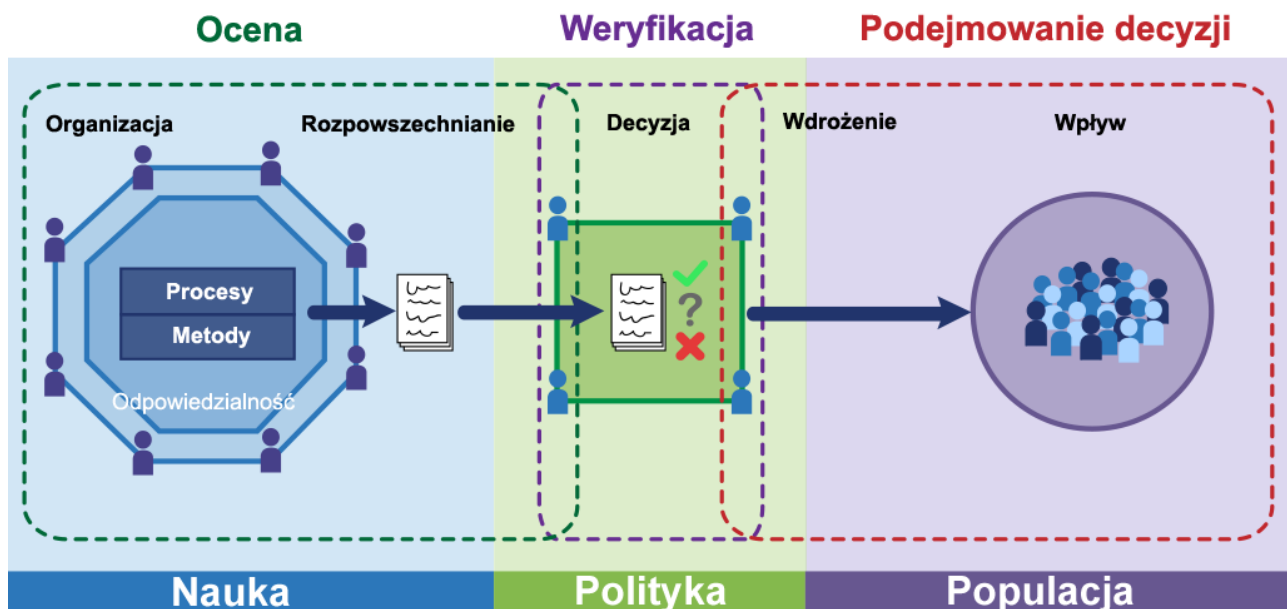 Ocena
Weryfikacja
Podejmowanie decyzji
Organizacja
Rozpowszechnianie
Decyzja
Wdrożenie
Wpływ
Procesy
Metody
Odpowiedzialność
?
Nauka
Polityka
Populacja